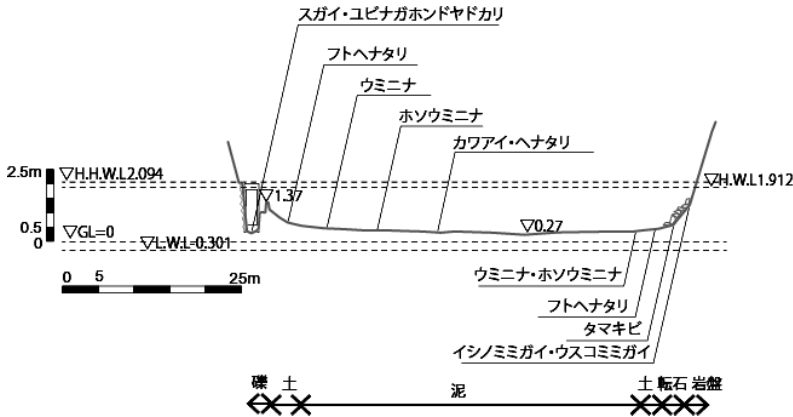 スガイ・ユビナガホンドヤドカリ
フトヘナタリ
ウミニナ
ホソウミニナ
カワアイ・ヘナタリ
2.5m
▽H.H.W.L2.094
▽1.37
▽H.W.L1.912
0.5
▽GL=0
▽0.27
0
▽L.W.L-0.301
0 5 25m
ウミニナ・ホソウミニナ
フトヘナタリ
タマキビ
イシノミミガイ・ウスコミミガイ
礫 土 泥 土 転石 岩盤